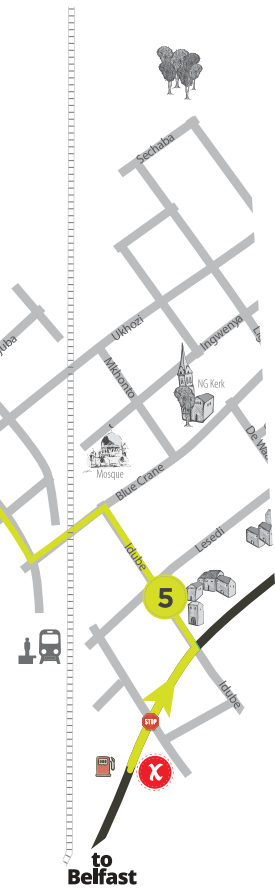 Sechaba
Ukhozi
Ingwenya
Mkhonto
NG Kerk
Mosque
Blue Crane
Idube
Lesedi
5
Idube
STOP
X
to
Belfast